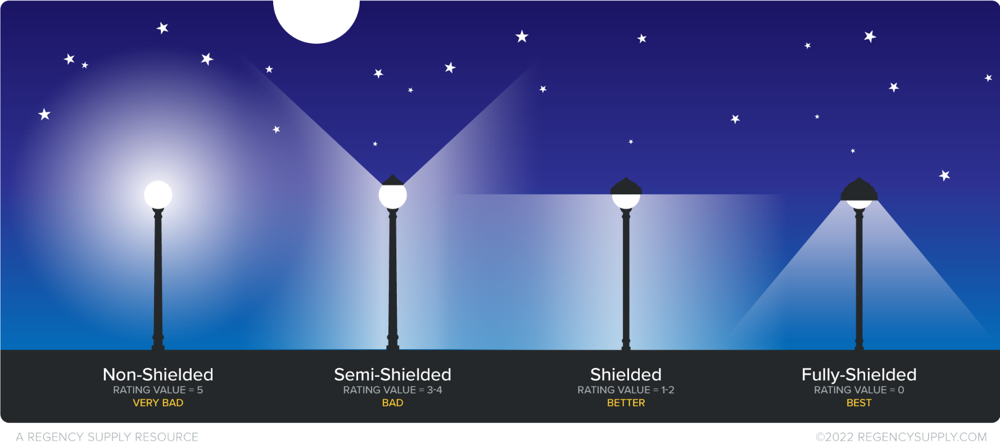 Non-Shielded
RATING VALUE = 5
VERY BAD
Semi-Shielded
RATING VALUE = 3-4
BAD
Shielded
RATING VALUE = 1-2
BETTER
Fully-Shielded
RATING VALUE = 0
BEST
A REGENCY SUPPLY RESOURCE
©2022 REGENCYSUPPLY.COM